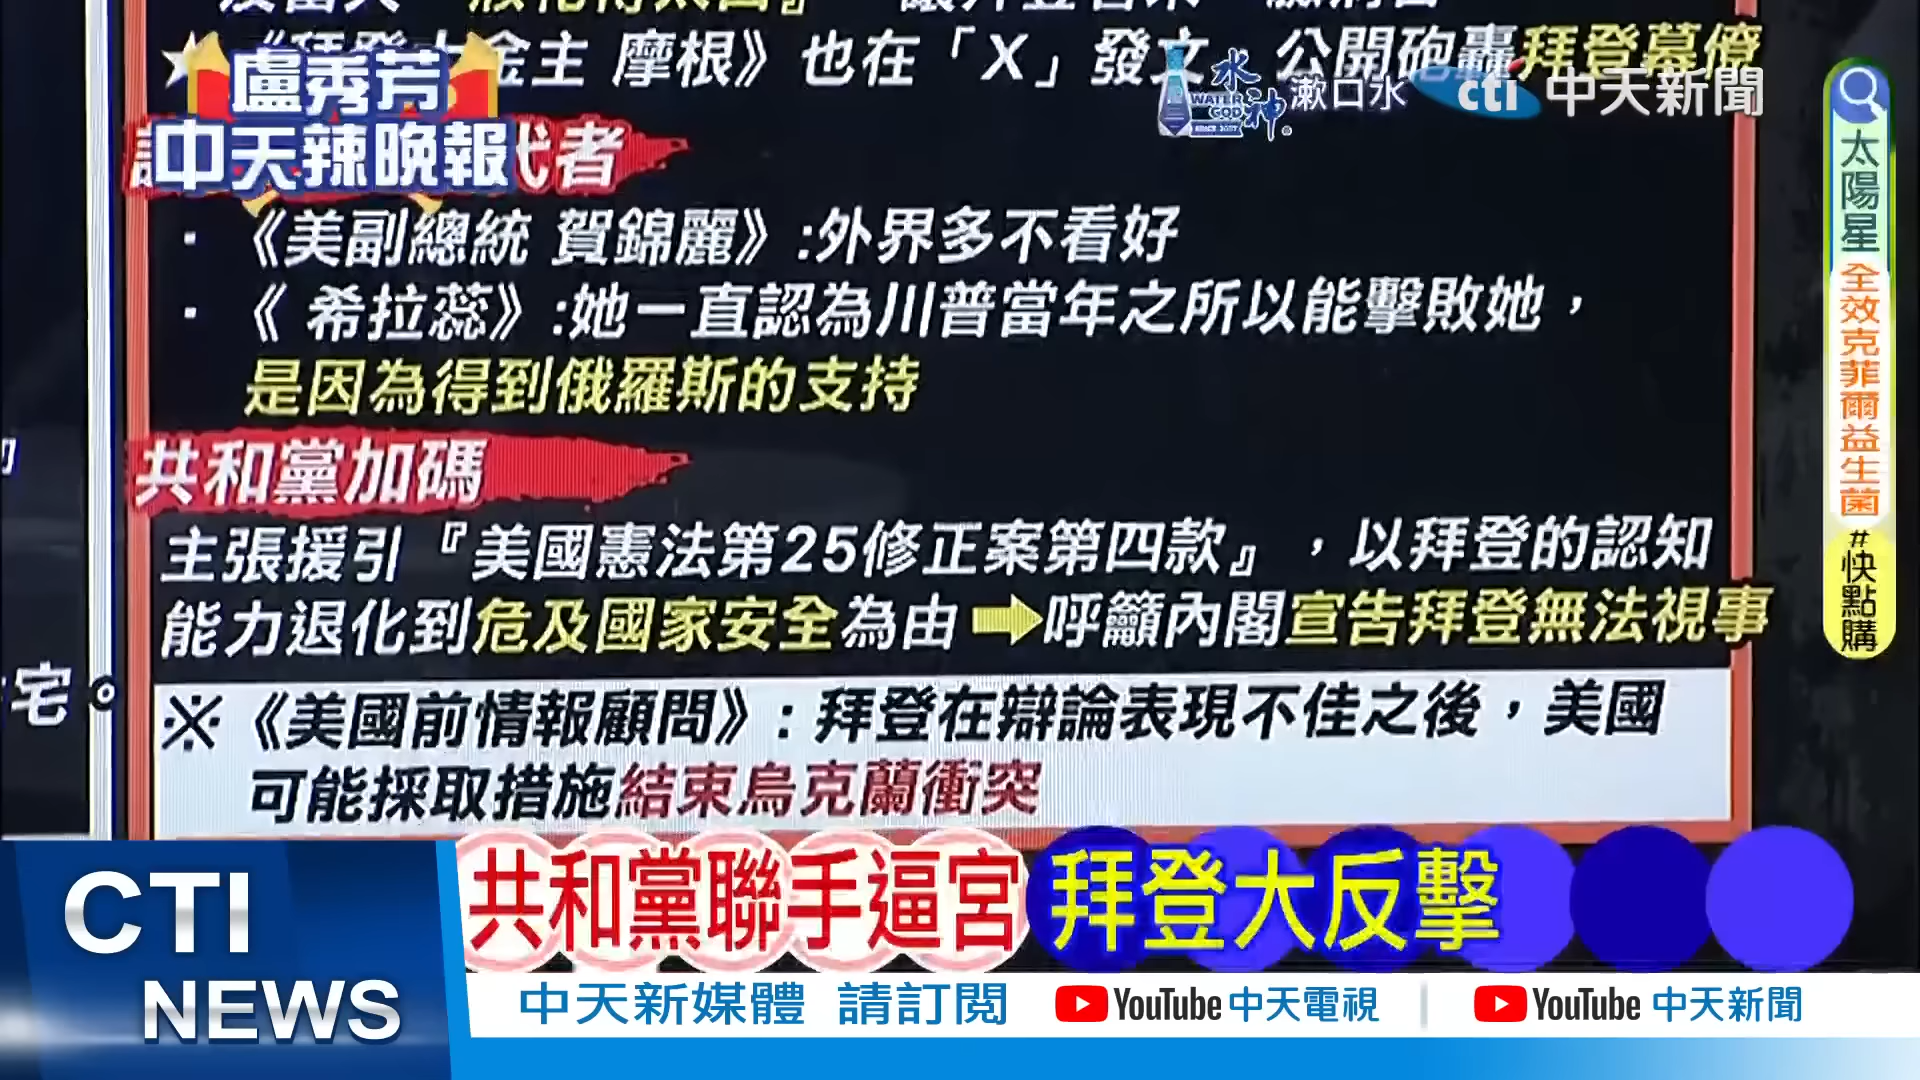 ★《拜登大金主 摩根》也在「X」發文，公開砲轟拜登幕僚
盧秀芳
中天辣晚報
代者
水神
WATER
GOD
漱口水
cti 中天新聞
．《美副總統 賀錦麗》:外界多不看好
．《 希拉蕊》:她一直認為川普當年之所以能擊敗她，
是因為得到俄羅斯的支持
共和黨加碼
主張援引『美國憲法第25修正案第四款』，以拜登的認知
能力退化到危及國家安全為由➡呼籲內閣宣告拜登無法視事
※《美國前情報顧問》: 拜登在辯論表現不佳之後，美國
可能採取措施結束烏克蘭衝突
宅。
太陽星
全效克菲爾益生菌
#快點購
共和黨聯手逼宮 拜登大反擊
CTI
NEWS
中天新媒體 請訂閱 YouTube 中天電視 | YouTube 中天新聞